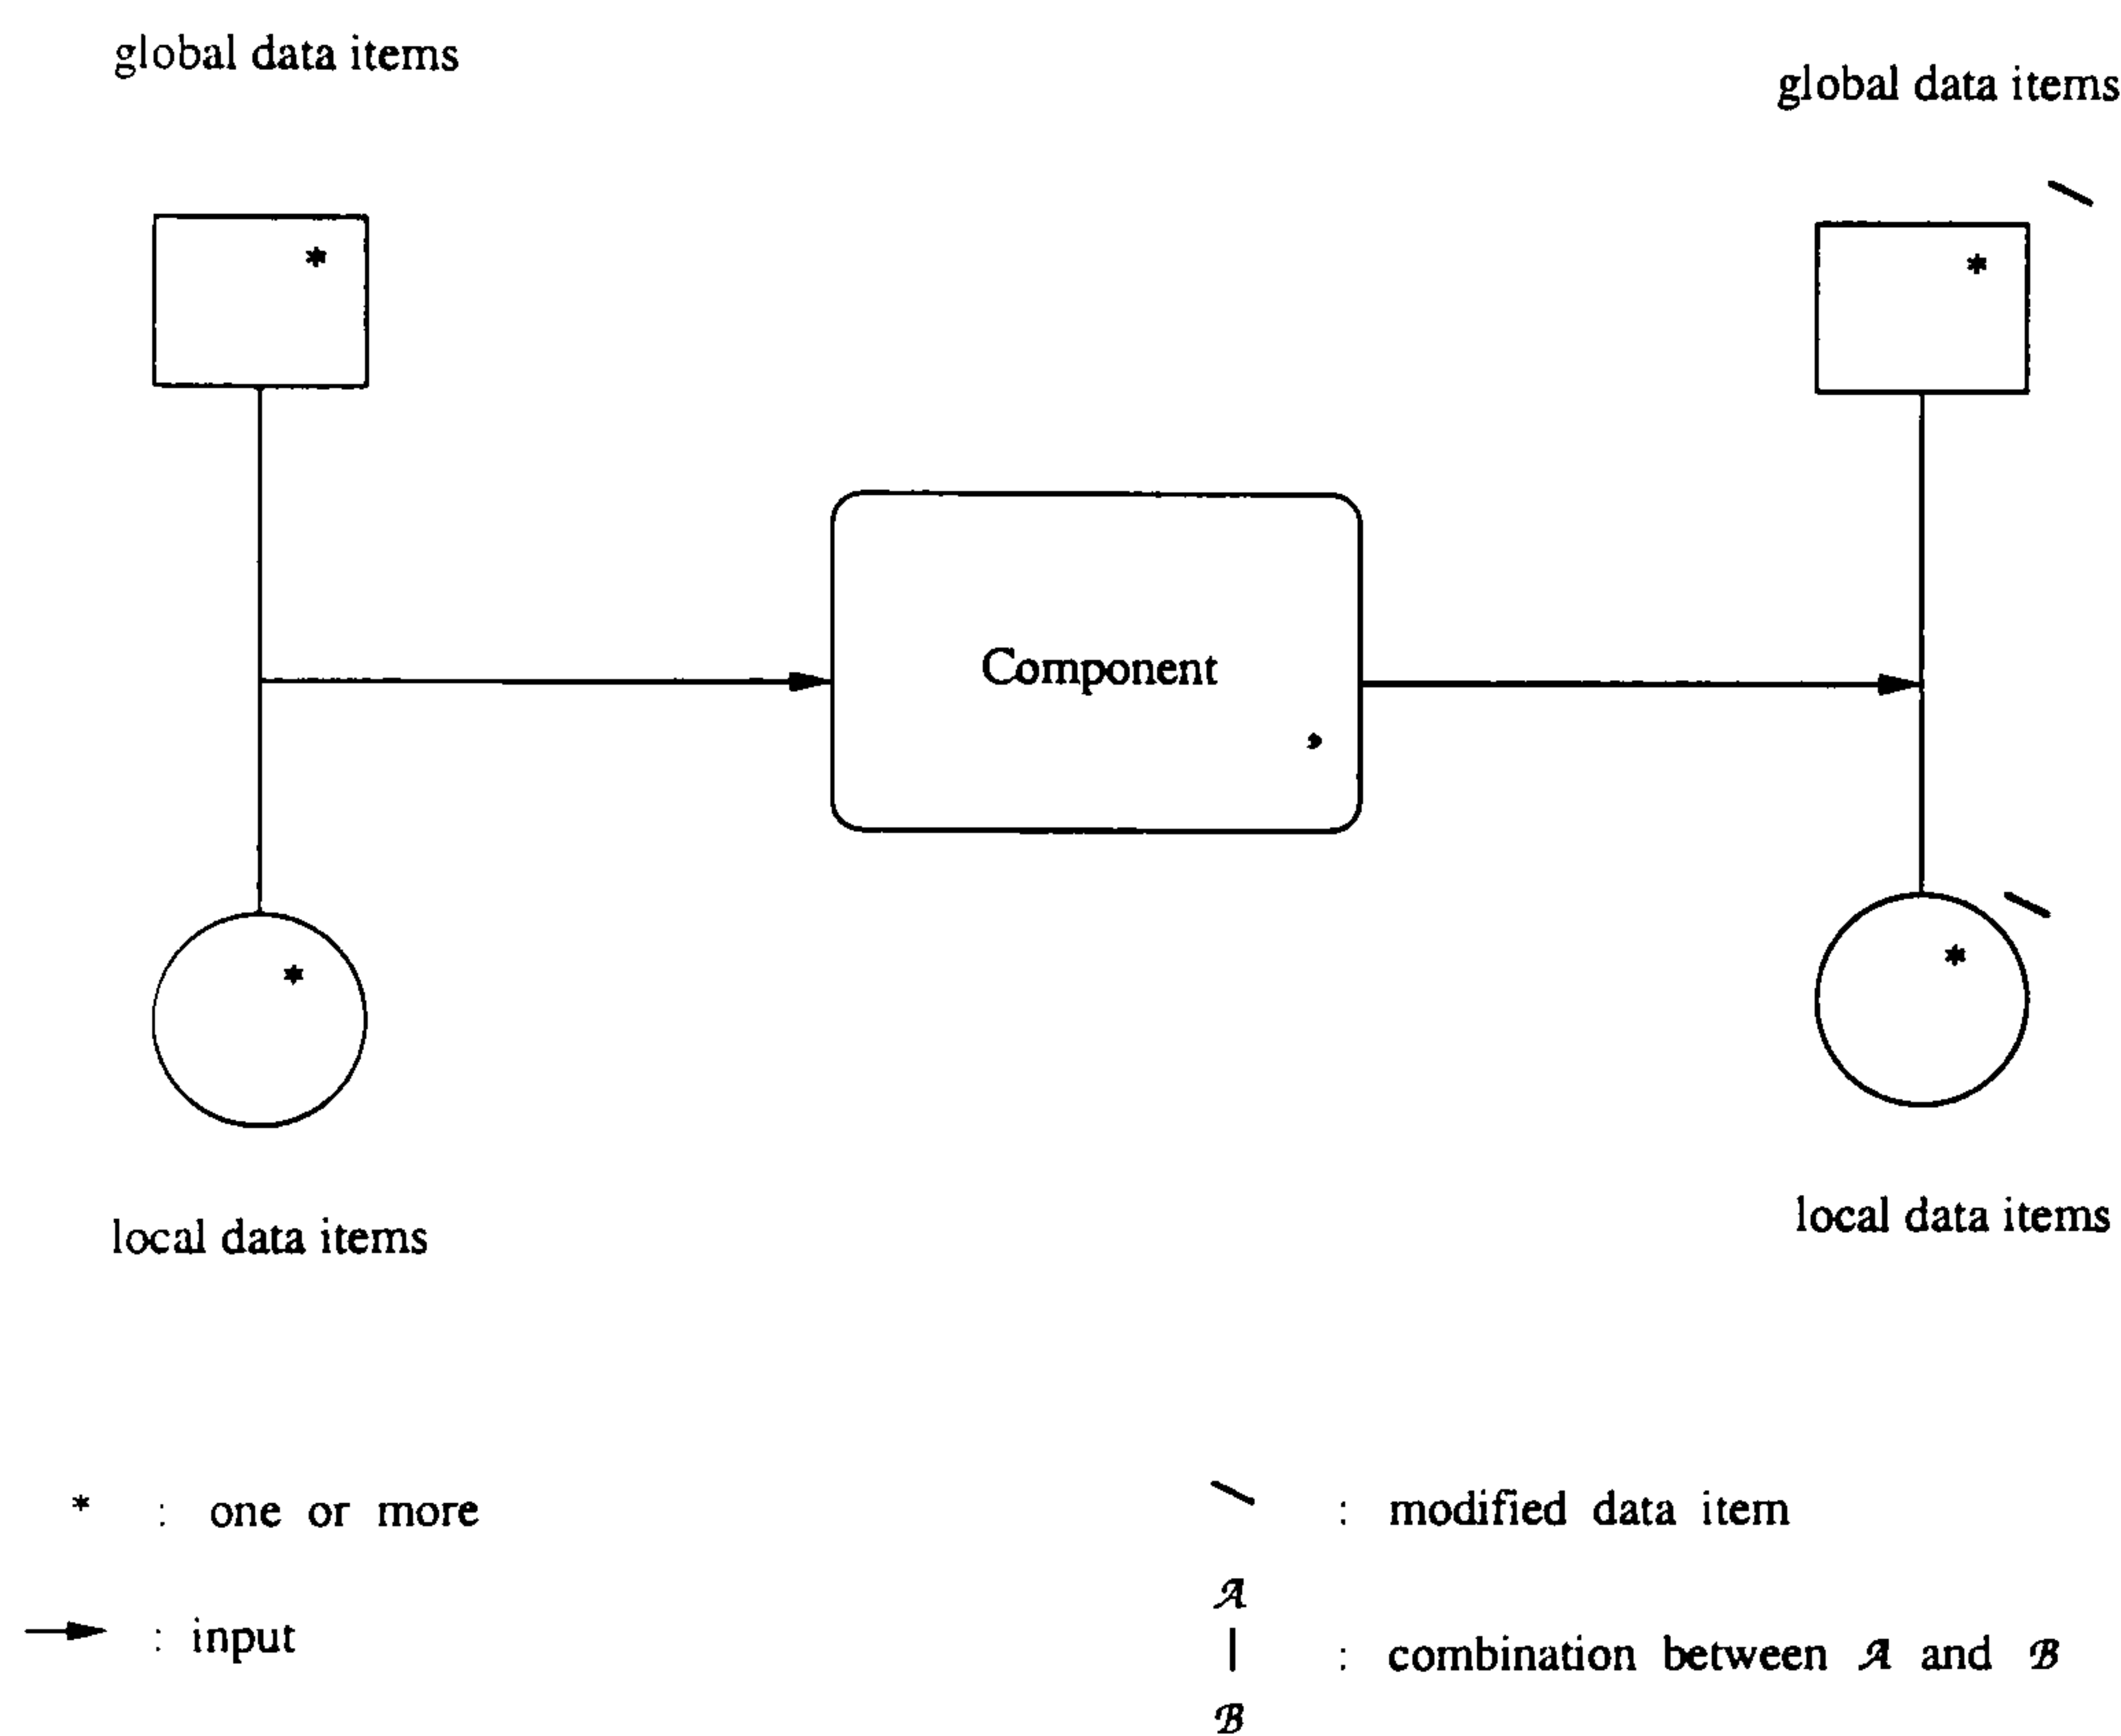 global data items
global data items
*
*
Component
,
*
*
local data items
local data items
* : one or more
\ : modified data item
→ : input
A
| : combination between A and B
B